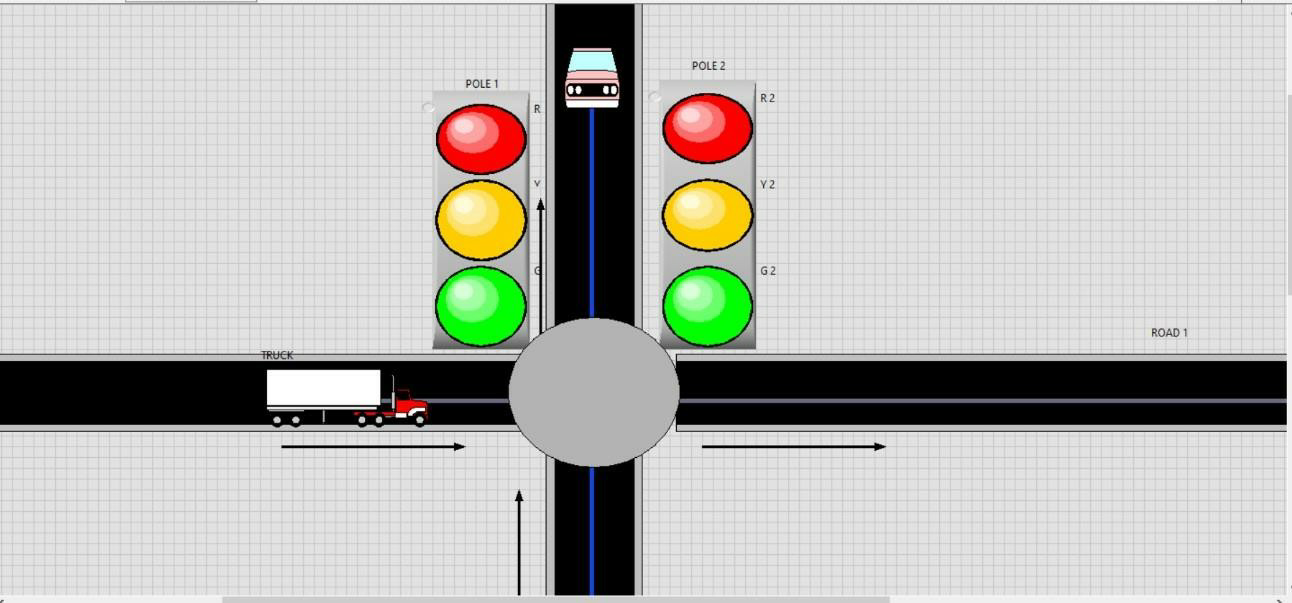 POLE 1
POLE 2
R
R 2
Y
Y 2
G
G 2
ROAD 1
TRUCK